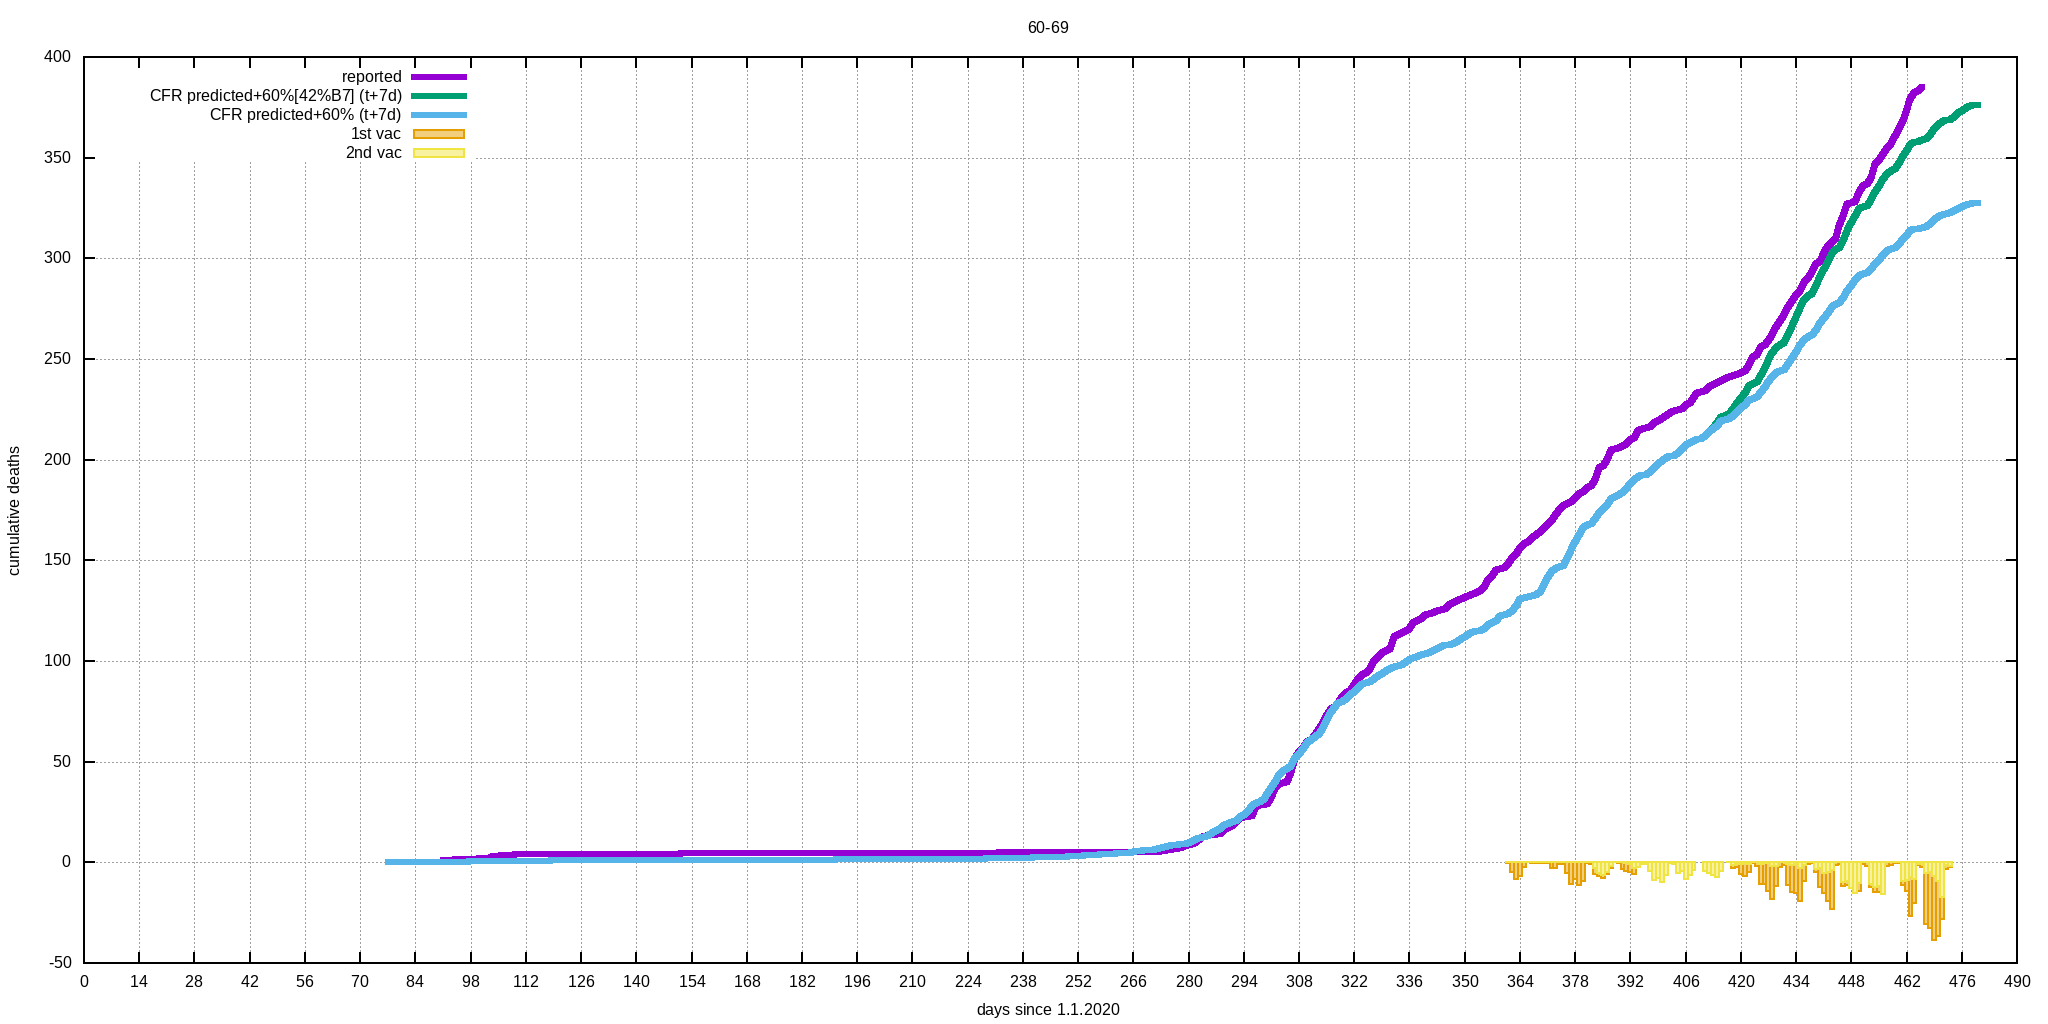 60-69
400
350
300
250
200
150
100
50
0
-50
cumulative deaths
reported
CFR predicted+60%[42%B7] (t+7d)
CFR predicted+60% (t+7d)
1st vac
2nd vac
0 14 28 42 56 70 84 98 112 126 140 154 168 182 196 210 224 238 252 266 280 294 308 322 336 350 364 378 392 406 420 434 448 462 476 490
days since 1.1.2020